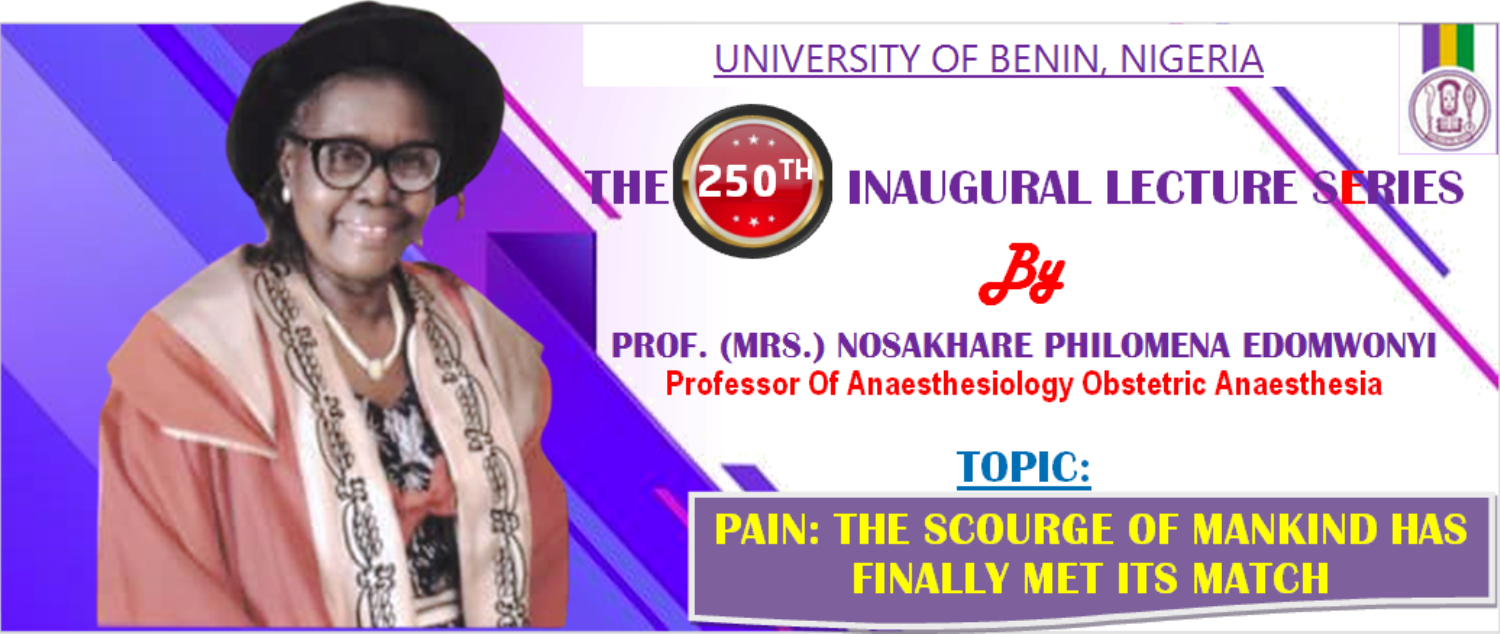 UNIVERSITY OF BENIN, NIGERIA
THE 250TH INAUGURAL LECTURE SERIES
By
PROF. (MRS.) NOSAKHARE PHILOMENA EDOMWONYI
Professor Of Anaesthesiology Obstetric Anaesthesia
TOPIC:
PAIN: THE SCOURGE OF MANKIND HAS
FINALLY MET ITS MATCH